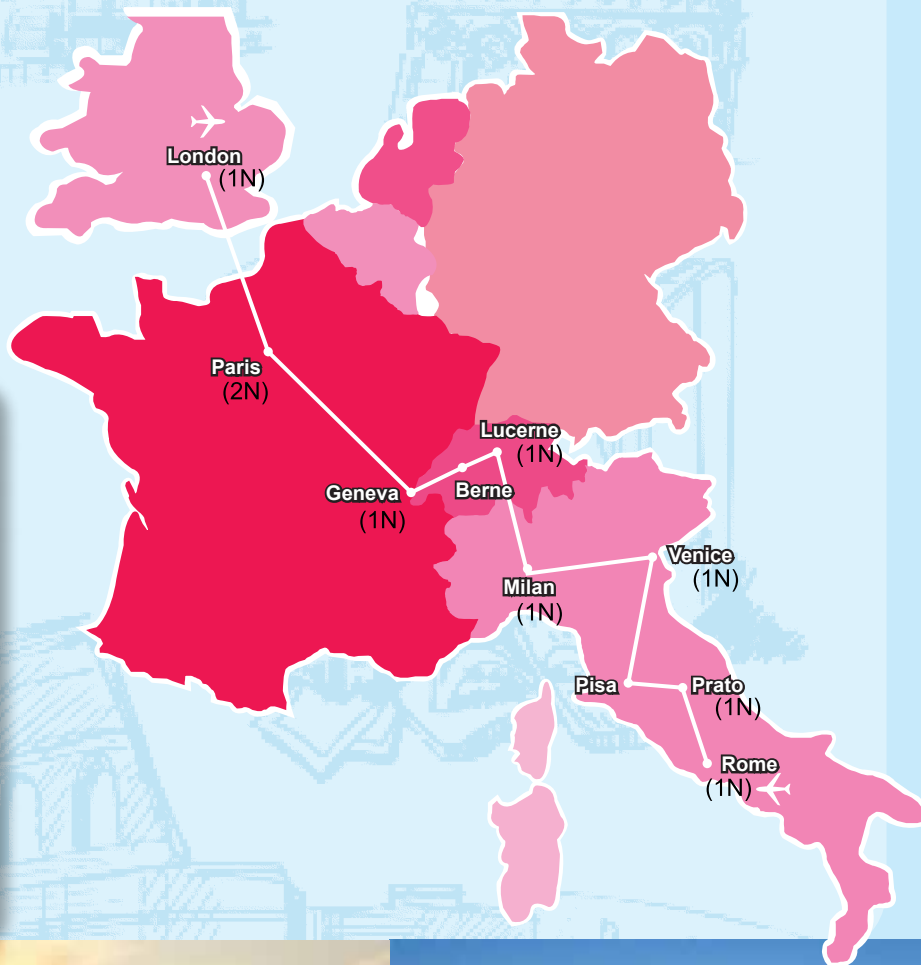 London
(1N)
Paris
(2N)
Lucerne
(1N)
Geneva
(1N)
Berne
Venice
(1N)
Milan
(1N)
Pisa
Prato
(1N)
Rome
(1N)